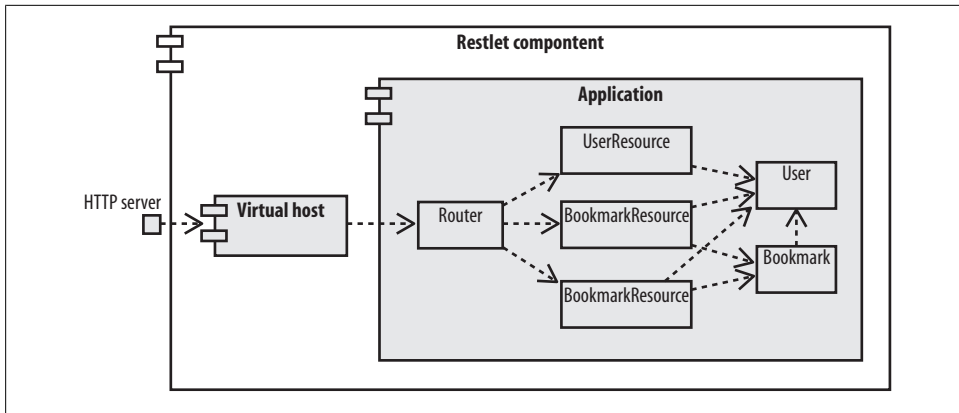 Restlet compontent
Application
UserResource
User
HTTP server
Virtual host
Router
BookmarkResource
Bookmark
BookmarkResource